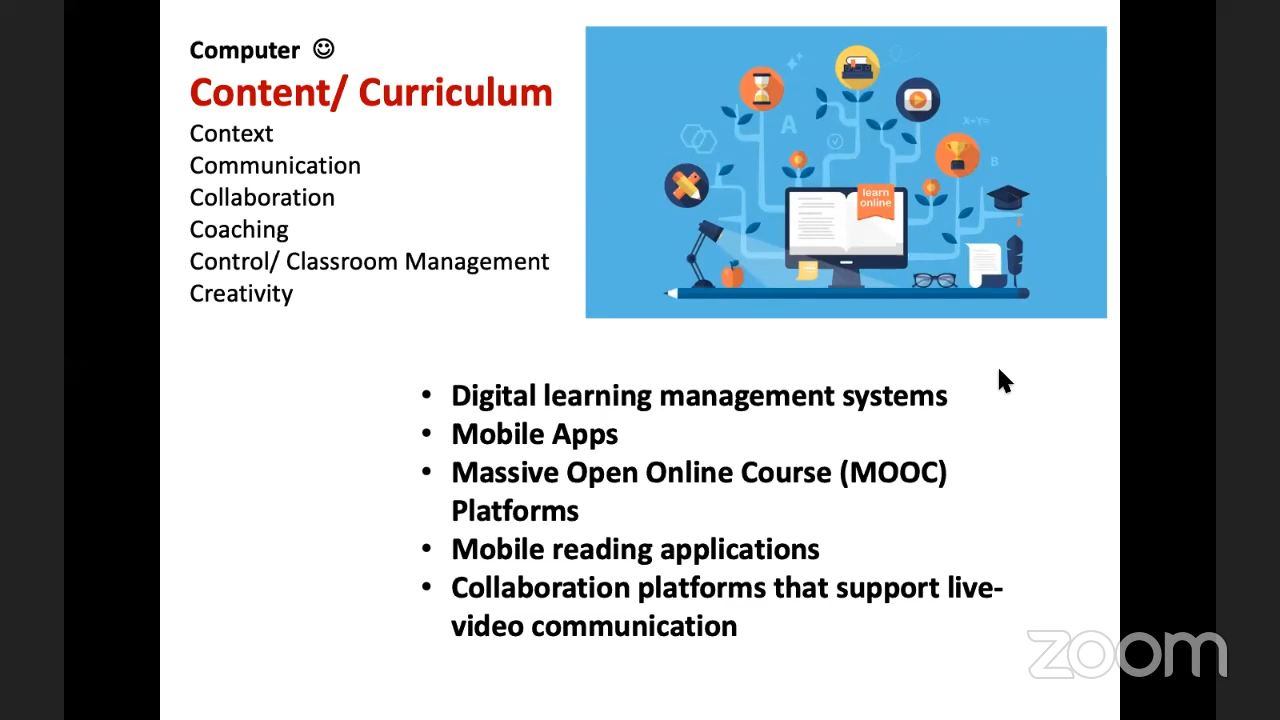 Computer ☺
Content/ Curriculum
Context
Communication
Collaboration
Coaching
Control/ Classroom Management
Creativity
A
X+Y=
B
learn
online
• Digital learning management systems
• Mobile Apps
• Massive Open Online Course (MOOC)
Platforms
• Mobile reading applications
• Collaboration platforms that support live-
video communication
zoom